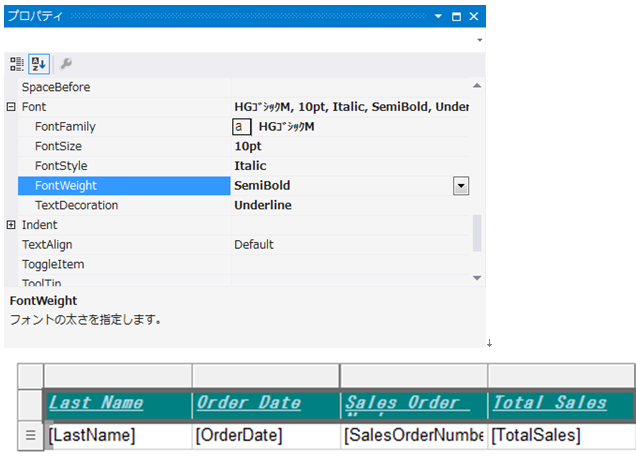 プロパティ
SpaceBefore
Font HGｺﾞｼｯｸM, 10pt, Italic, SemiBold, Under
FontFamily a HGｺﾞｼｯｸM
FontSize 10pt
FontStyle Italic
FontWeight SemiBold
TextDecoration Underline
Indent
TextAlign Default
ToggleItem
ToolTip
FontWeight
フォントの太さを指定します。
Last Name Order Date Sales Order Total Sales
[LastName] [OrderDate] [SalesOrderNumbe [TotalSales]